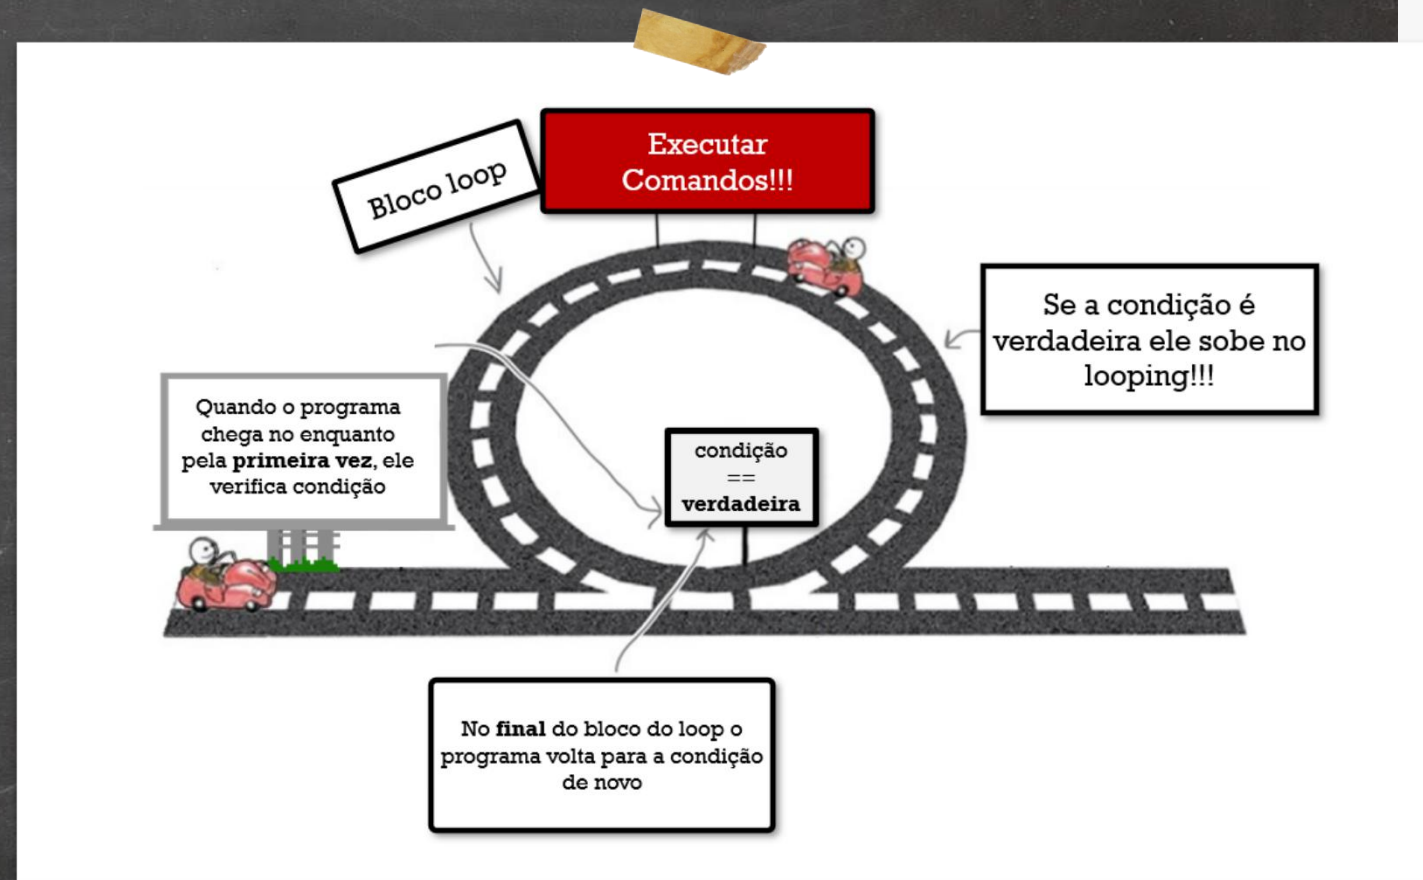 Executar
Comandos!!!
Bloco loop
Se a condição é
verdadeira ele sobe no
looping!!!
Quando o programa
chega no enquanto
pela primeira vez, ele
verifica condição
condição
==
verdadeira
No final do bloco do loop o
programa volta para a condição
de novo